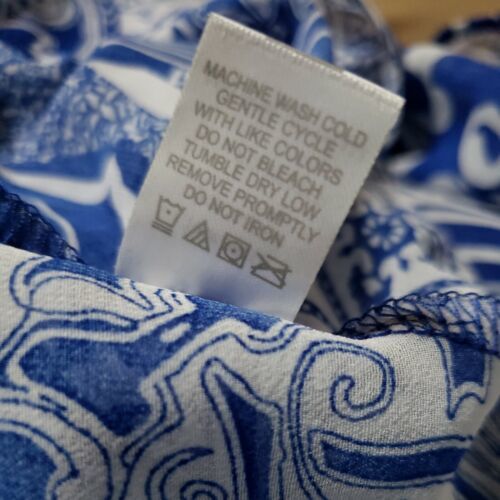 MACHINE WASH COLD
GENTLE CYCLE
WITH LIKE COLORS
DO NOT BLEACH
TUMBLE DRY LOW
REMOVE PROMPTLY
DO NOT IRON